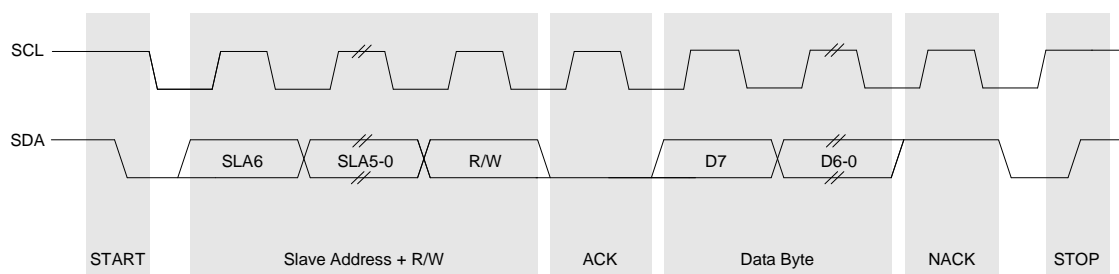 SCL
SDA
SLA6 SLA5-0 R/W D7 D6-0
START Slave Address + R/W ACK Data Byte NACK STOP